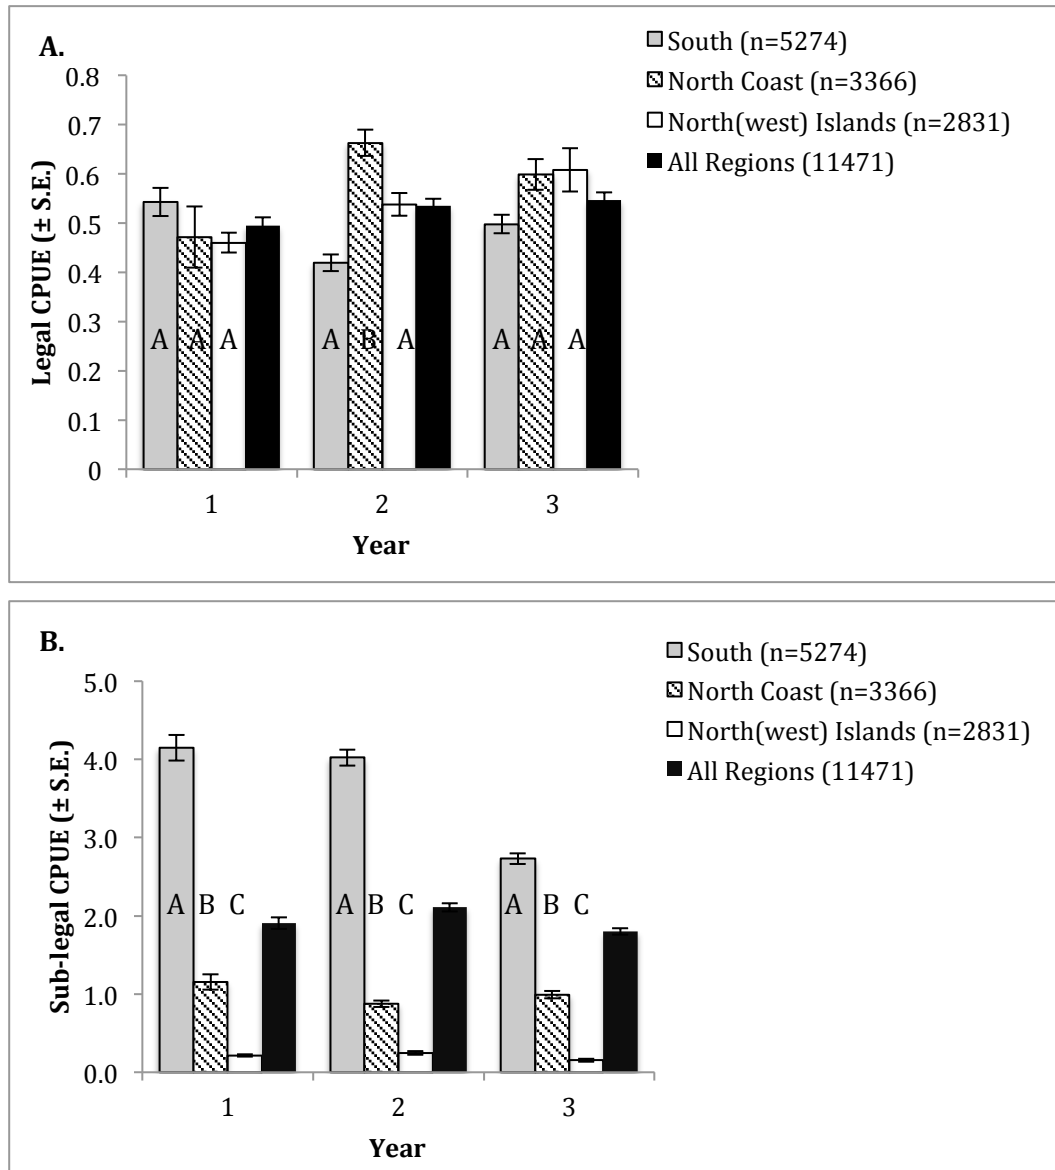 A.
South (n=5274)
North Coast (n=3366)
North(west) Islands (n=2831)
All Regions (11471)
Legal CPUE (± S.E.)
0.8
0.7
0.6
0.5
0.4
0.3
0.2
0.1
0
A A A A B A A A A
1 2 3
Year
B.
South (n=5274)
North Coast (n=3366)
North(west) Islands (n=2831)
All Regions (11471)
Sub-legal CPUE (± S.E.)
5.0
4.0
3.0
2.0
1.0
0.0
A B C A B C A B C
1 2 3
Year